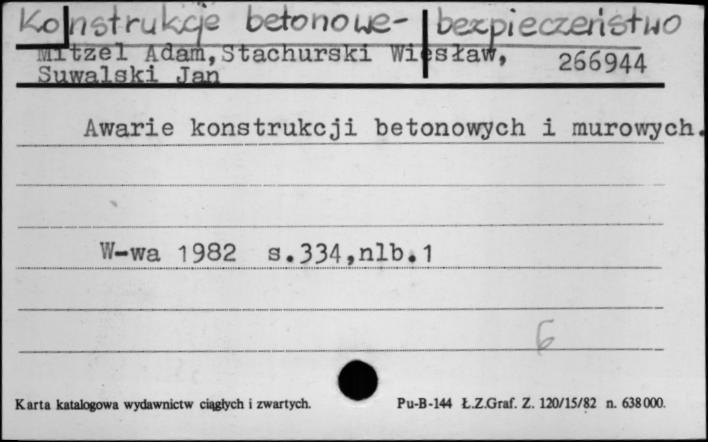 Konstrukcje betonowe- bezpieczeństwo
Mitzel Adam,Stachurski Wiesław, 266944
Suwalski Jan
Awarie konstrukcji betonowych i murowych.
W-wa 1982 s.334,nlb.1
6
Karta katalogowa wydawnictw ciągłych i zwartych. Pu-B-144 Ł.Z.Graf. Z. 120/15/82 n. 638000.